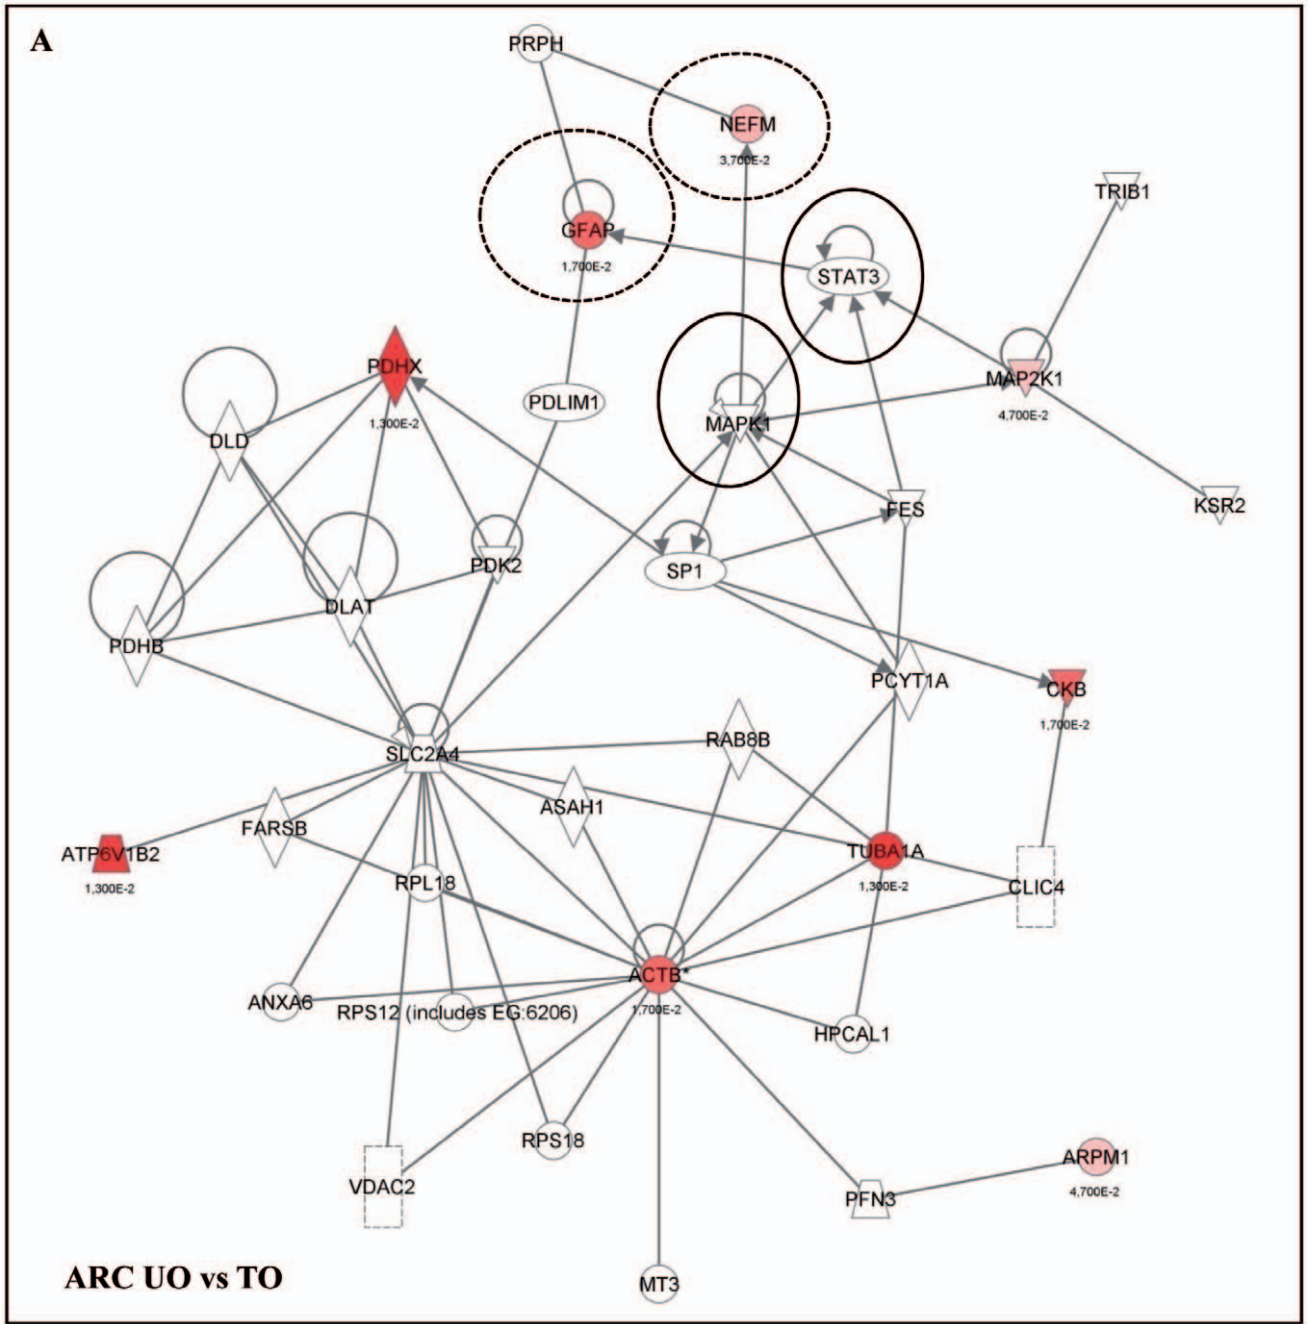 A
PRPH
NEFM
3,700E-2
TRIB1
GFAP
1,700E-2
STAT3
PDHX
1,300E-2
MAP2K1
4,700E-2
PDLIM1
MAPK1
DLD
KSR2
FES
PDK2
SP1
DLAT
PDHB
PCYT1A
CKB
1,700E-2
RAB8B
SLC2A4
ASAH1
FARSB
ATP6V1B2
1,300E-2
TUBA1A
1,300E-2
RPL18
CLIC4
ACTB*
1,700E-2
ANXA6
RPS12 (includes EG:6206)
HPCAL1
RPS18
ARPM1
4,700E-2
VDAC2
PFN3
ARC UO vs TO
MT3